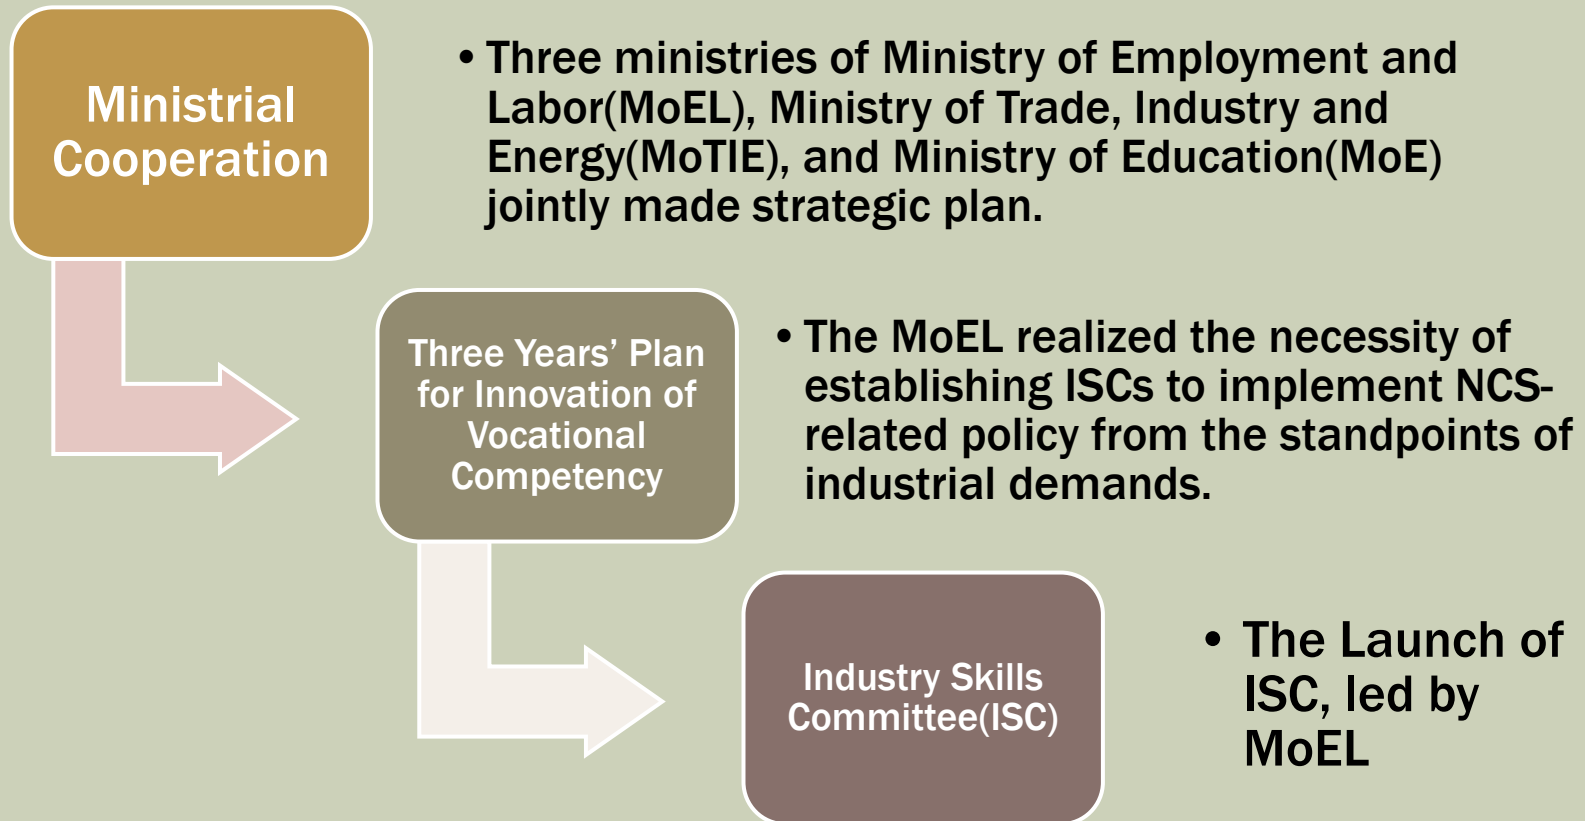 Ministrial
Cooperation
• Three ministries of Ministry of Employment and
Labor(MoEL), Ministry of Trade, Industry and
Energy(MoTIE), and Ministry of Education(MoE)
jointly made strategic plan.
Three Years’ Plan
for Innovation of
Vocational
Competency
• The MoEL realized the necessity of
establishing ISCs to implement NCS-
related policy from the standpoints of
industrial demands.
Industry Skills
Committee(ISC)
• The Launch of
ISC, led by
MoEL